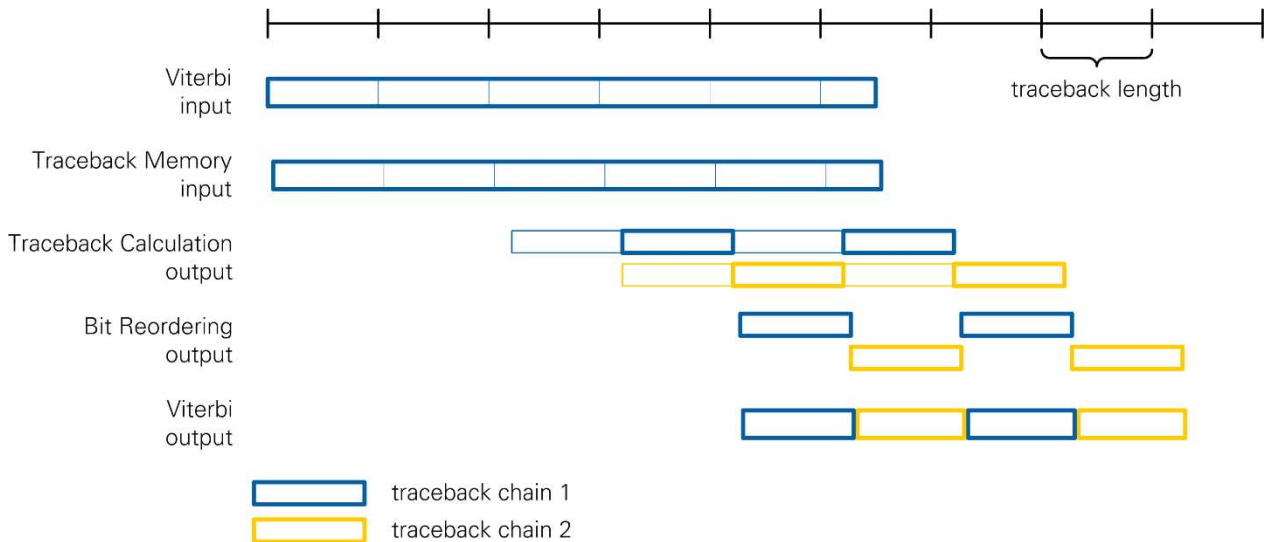 traceback length
Viterbi
input
Traceback Memory
input
Traceback Calculation
output
Bit Reordering
output
Viterbi
output
traceback chain 1
traceback chain 2